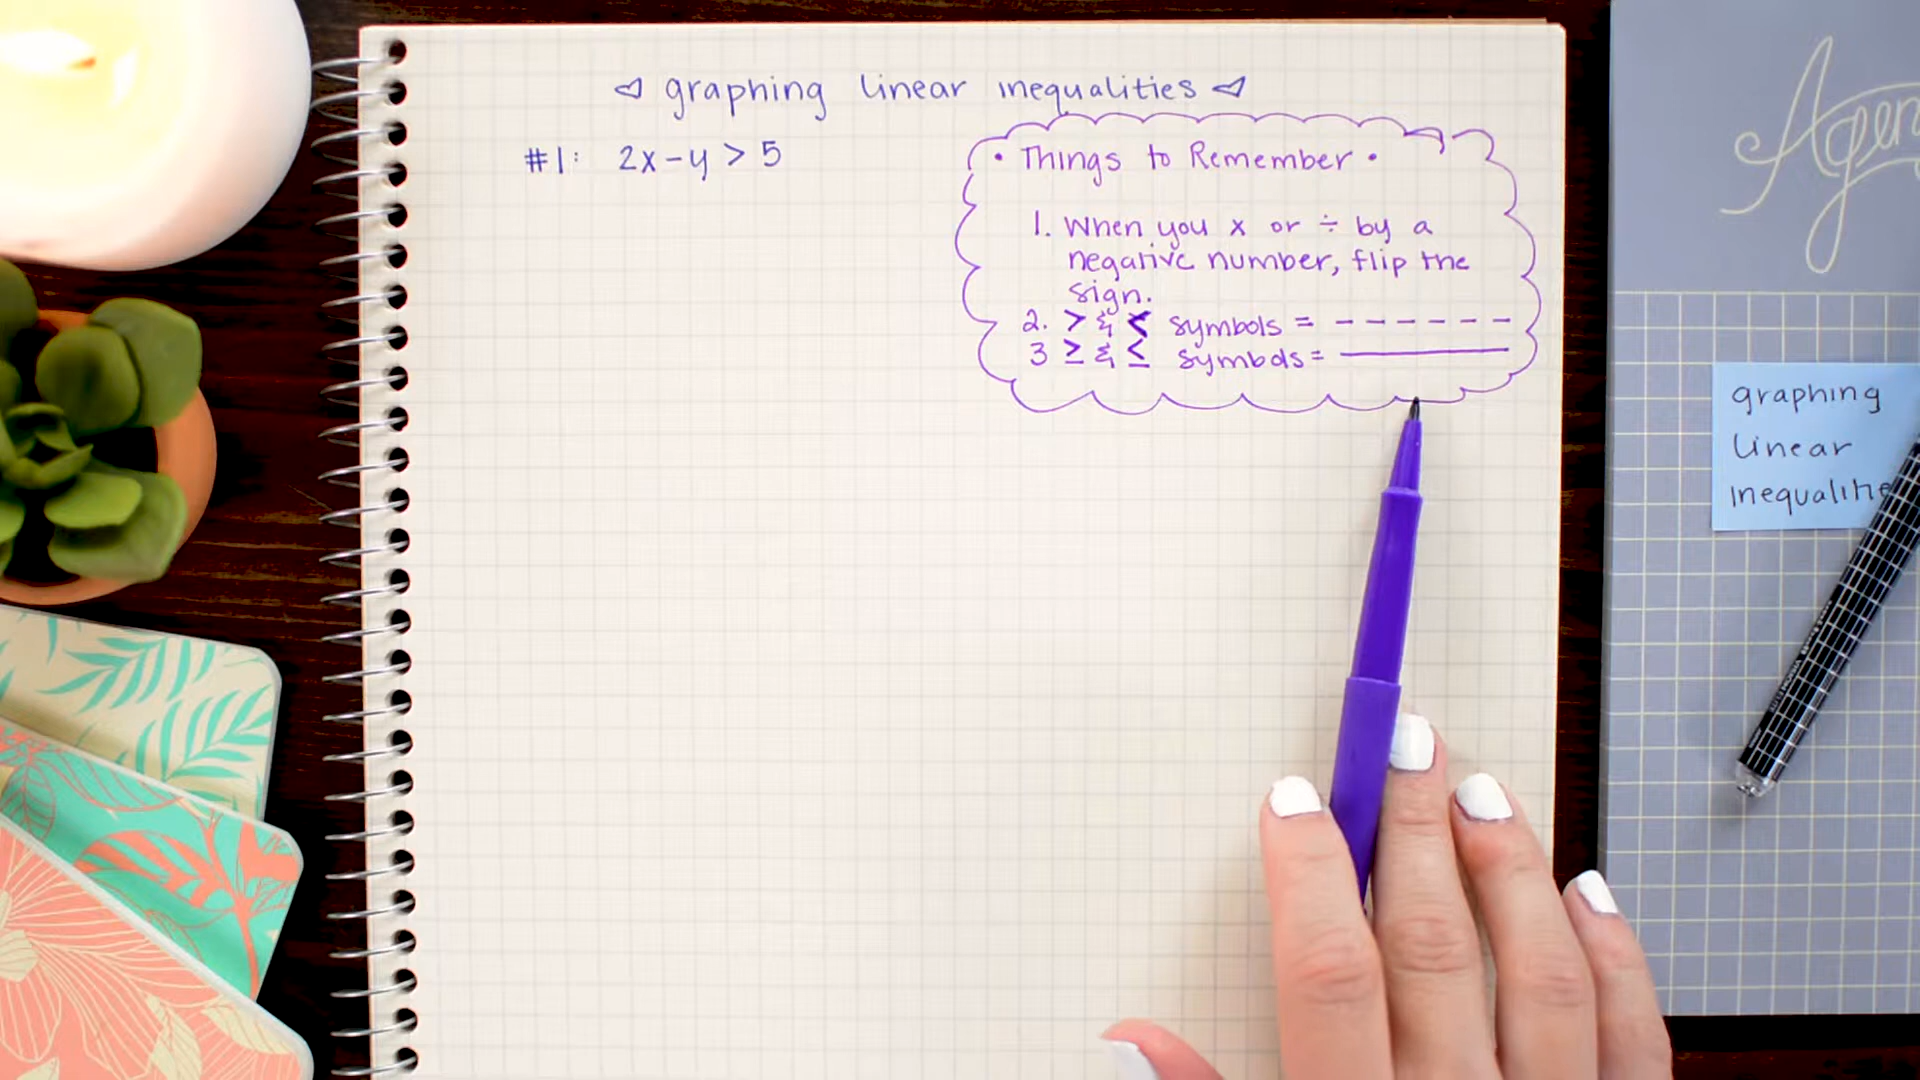 graphing linear inequalities
#1: 2x-y > 5
• Things to Remember •
1. When you x or ÷ by a
negative number, flip the
sign.
2. > & < symbols = ------
3 ≥ & ≤ symbols = ———
graphing
linear